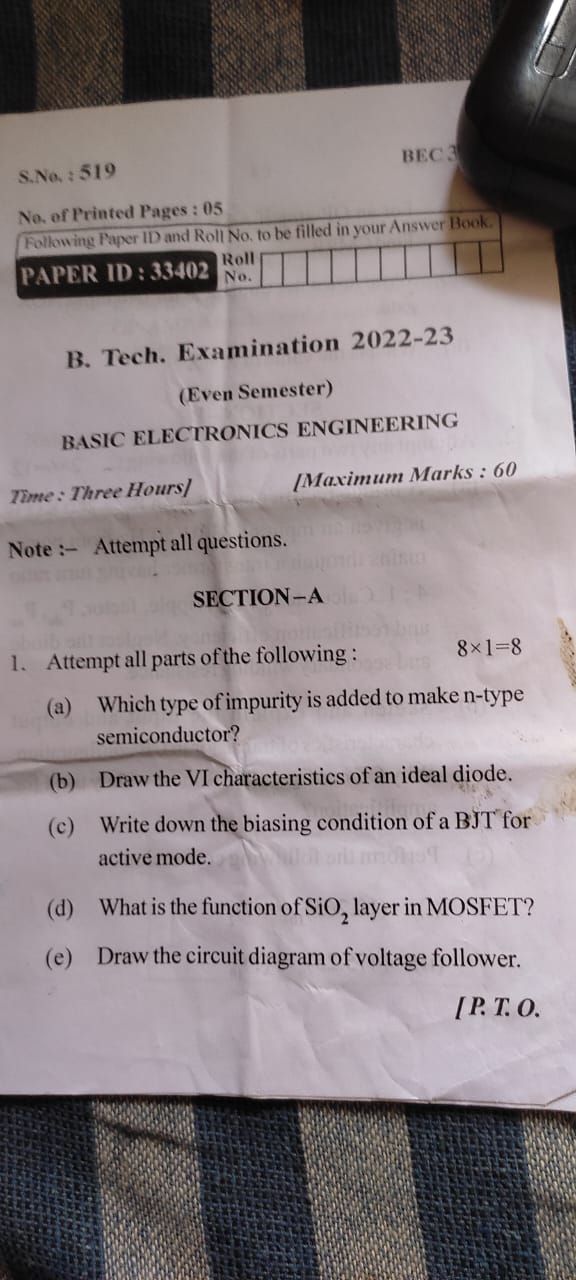 S.No. : 519
BEC 3
No. of Printed Pages : 05
Following Paper ID and Roll No. to be filled in your Answer Book.
PAPER ID : 33402 Roll No.
B. Tech. Examination 2022-23
(Even Semester)
BASIC ELECTRONICS ENGINEERING
Time : Three Hours] [Maximum Marks : 60
Note :– Attempt all questions.
SECTION–A
1. Attempt all parts of the following : 8×1=8
(a) Which type of impurity is added to make n-type
semiconductor?
(b) Draw the VI characteristics of an ideal diode.
(c) Write down the biasing condition of a BJT for
active mode.
(d) What is the function of SiO₂ layer in MOSFET?
(e) Draw the circuit diagram of voltage follower.
[P. T. O.